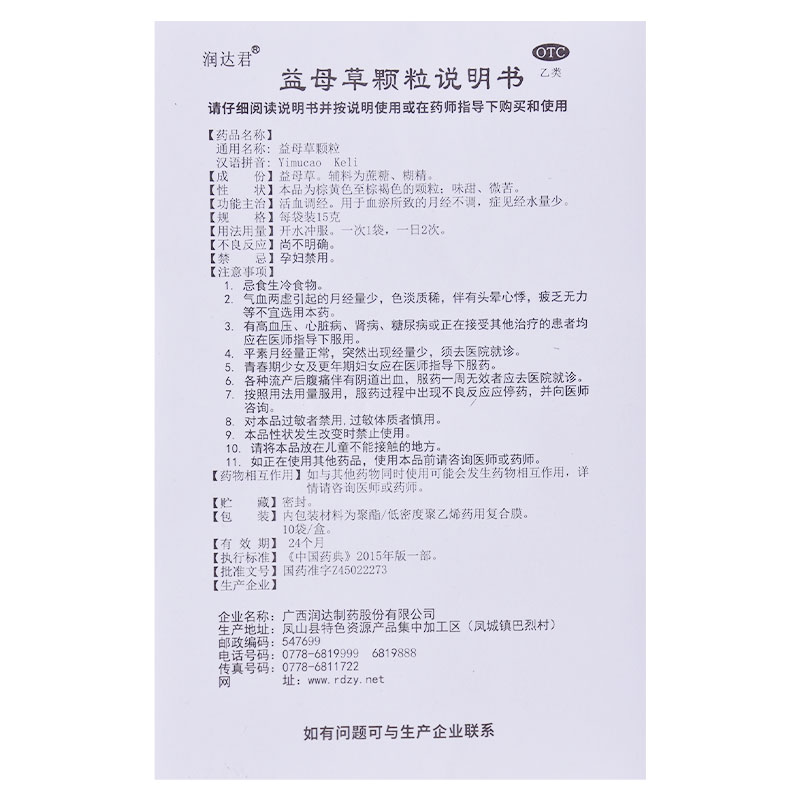 润达君®
OTC
乙类
益母草颗粒说明书
请仔细阅读说明书并按说明使用或在药师指导下购买和使用
【药品名称】
通用名称: 益母草颗粒
汉语拼音: Yimucao Keli
【成　　份】益母草。辅料为蔗糖、糊精。
【性　　状】本品为棕黄色至棕褐色的颗粒; 味甜、微苦。
【功能主治】活血调经。用于血瘀所致的月经不调, 症见经水量少。
【规　　格】每袋装15克
【用法用量】开水冲服。一次1袋, 一日2次。
【不良反应】尚不明确。
【禁　　忌】孕妇禁用。
【注意事项】
1. 忌食生冷食物。
2. 气血两虚引起的月经量少, 色淡质稀, 伴有头晕心悸, 疲乏无力
等不宜选用本药。
3. 有高血压、心脏病、肾病、糖尿病或正在接受其他治疗的患者均
应在医师指导下服用。
4. 平素月经量正常, 突然出现经量少, 须去医院就诊。
5. 青春期少女及更年期妇女应在医师指导下服药。
6. 各种流产后腹痛伴有阴道出血, 服药一周无效者应去医院就诊。
7. 按照用法用量服用, 服药过程中出现不良反应应停药, 并向医师
咨询。
8. 对本品过敏者禁用, 过敏体质者慎用。
9. 本品性状发生改变时禁止使用。
10. 请将本品放在儿童不能接触的地方。
11. 如正在使用其他药品, 使用本品前请咨询医师或药师。
【药物相互作用】如与其他药物同时使用可能会发生药物相互作用, 详
情请咨询医师或药师。
【贮　　藏】密封。
【包　　装】内包装材料为聚酯/低密度聚乙烯药用复合膜。
10袋/盒。
【有 效 期】 24个月
【执行标准】《中国药典》2015年版一部。
【批准文号】国药准字Z45022273
【生产企业】
企业名称: 广西润达制药股份有限公司
生产地址: 凤山县特色资源产品集中加工区（凤城镇巴烈村）
邮政编码: 547699
电话号码: 0778-6819999 6819888
传真号码: 0778-6811722
网　　址: www.rdzy.net
如有问题可与生产企业联系